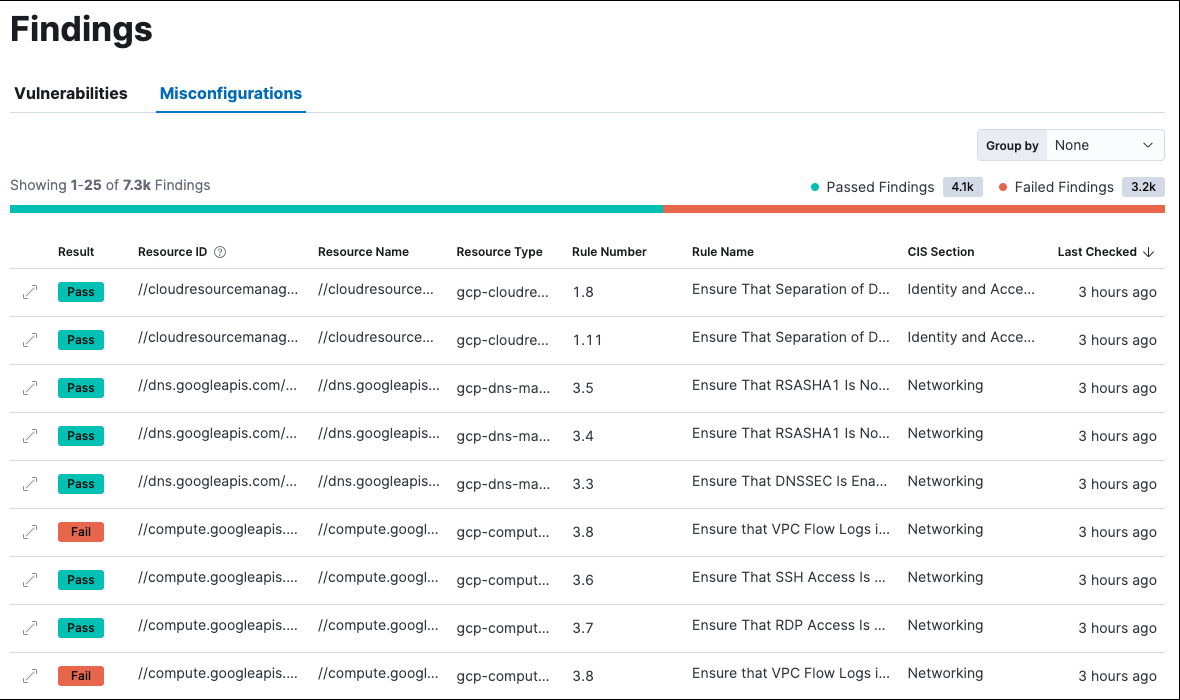 Findings
Vulnerabilities Misconfigurations
Group by None
Showing 1-25 of 7.3k Findings Passed Findings 4.1k Failed Findings 3.2k
Result Resource ID Resource Name Resource Type Rule Number Rule Name CIS Section Last Checked
Pass //cloudresourcemanag... //cloudresource... gcp-cloudre... 1.8 Ensure That Separation of D... Identity and Acce... 3 hours ago
Pass //cloudresourcemanag... //cloudresource... gcp-cloudre... 1.11 Ensure That Separation of D... Identity and Acce... 3 hours ago
Pass //dns.googleapis.com/... //dns.googleapis... gcp-dns-ma... 3.5 Ensure That RSASHA1 Is No... Networking 3 hours ago
Pass //dns.googleapis.com/... //dns.googleapis... gcp-dns-ma... 3.4 Ensure That RSASHA1 Is No... Networking 3 hours ago
Pass //dns.googleapis.com/... //dns.googleapis... gcp-dns-ma... 3.3 Ensure That DNSSEC Is Ena... Networking 3 hours ago
Fail //compute.googleapis.... //compute.googl... gcp-comput... 3.8 Ensure that VPC Flow Logs i... Networking 3 hours ago
Pass //compute.googleapis.... //compute.googl... gcp-comput... 3.6 Ensure That SSH Access Is ... Networking 3 hours ago
Pass //compute.googleapis.... //compute.googl... gcp-comput... 3.7 Ensure That RDP Access Is ... Networking 3 hours ago
Fail //compute.googleapis.... //compute.googl... gcp-comput... 3.8 Ensure that VPC Flow Logs i... Networking 3 hours ago